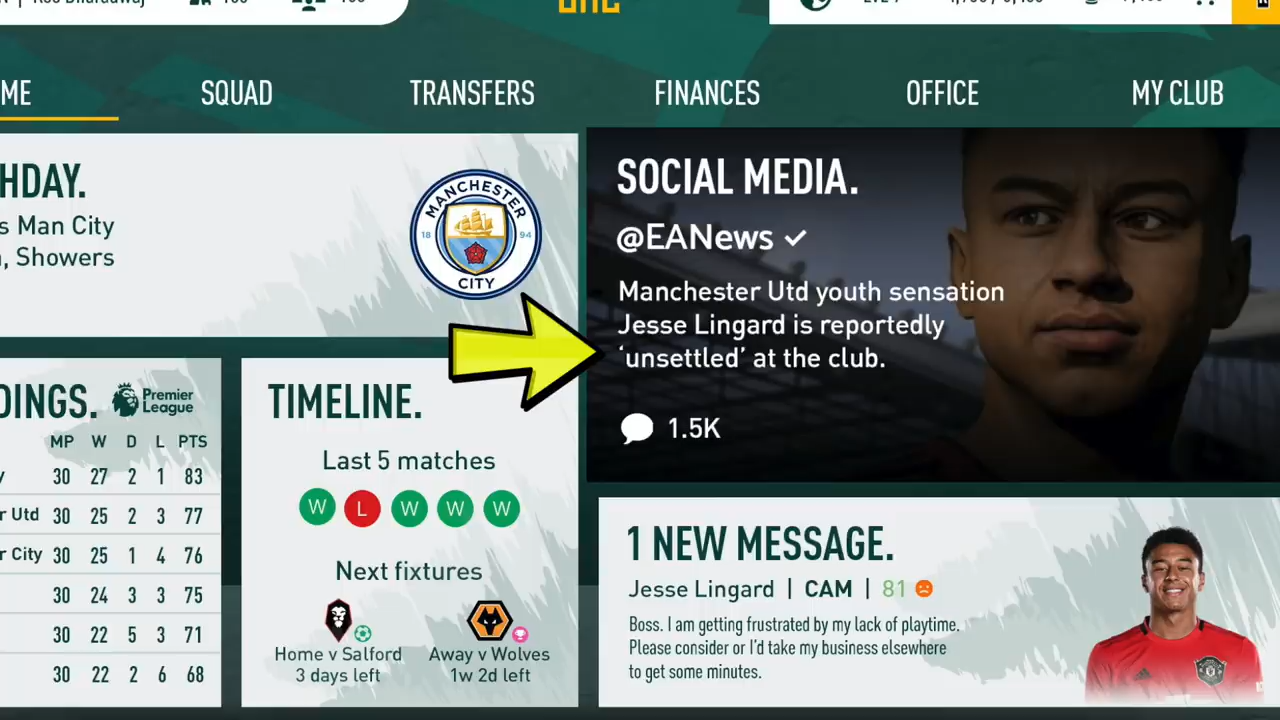 ME
SQUAD
TRANSFERS
FINANCES
OFFICE
MY CLUB
HDAY.
s Man City
, Showers
MANCHESTER
18 94
CITY
SOCIAL MEDIA.
@EANews
Manchester Utd youth sensation
Jesse Lingard is reportedly
‘unsettled’ at the club.
1.5K
DINGS.
Premier
League
MP W D L PTS
y 30 27 2 1 83
r Utd 30 25 2 3 77
r City 30 25 1 4 76
30 24 3 3 75
30 22 5 3 71
30 22 2 6 68
TIMELINE.
Last 5 matches
W L W W W
Next fixtures
Home v Salford
3 days left
Away v Wolves
1w 2d left
1 NEW MESSAGE.
Jesse Lingard | CAM | 81
Boss. I am getting frustrated by my lack of playtime.
Please consider or I'd take my business elsewhere
to get some minutes.